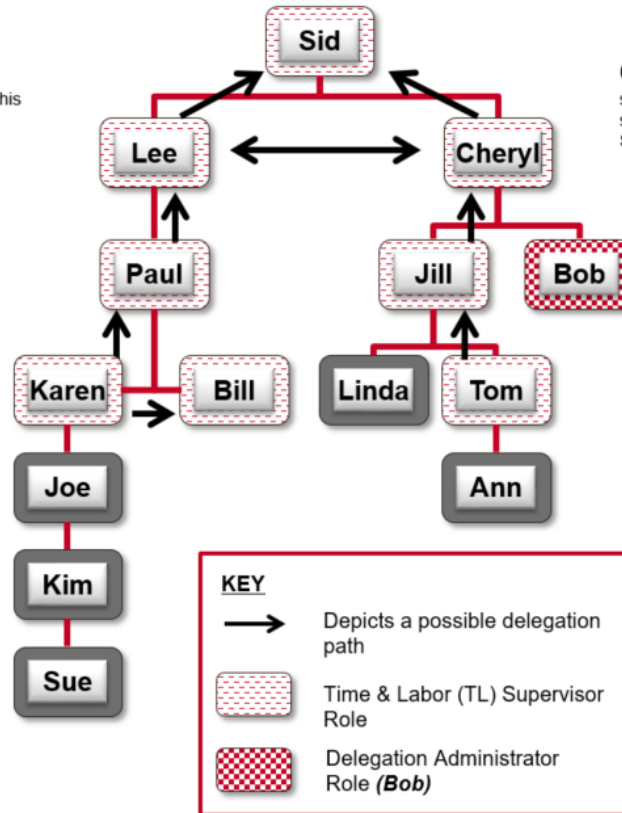 Sid
his
Lee
Cheryl
Paul
Jill
Bob
Karen
Bill
Linda
Tom
Joe
Ann
Kim
Sue
KEY
Depicts a possible delegation
path
Time & Labor (TL) Supervisor
Role
Delegation Administrator
Role (Bob)